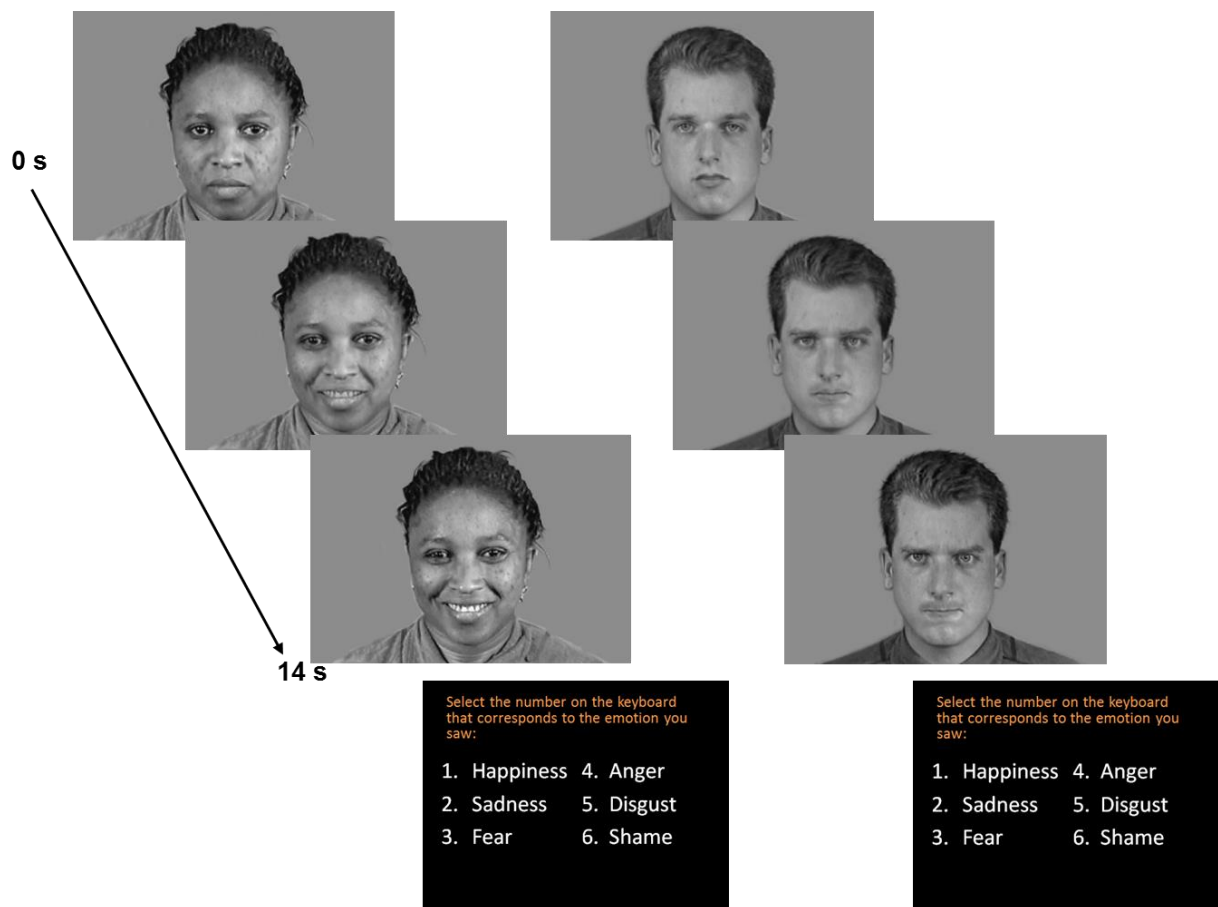 0 s
14 s
Select the number on the keyboard
that corresponds to the emotion you
saw:
1. Happiness 4. Anger
2. Sadness 5. Disgust
3. Fear 6. Shame
Select the number on the keyboard
that corresponds to the emotion you
saw:
1. Happiness 4. Anger
2. Sadness 5. Disgust
3. Fear 6. Shame